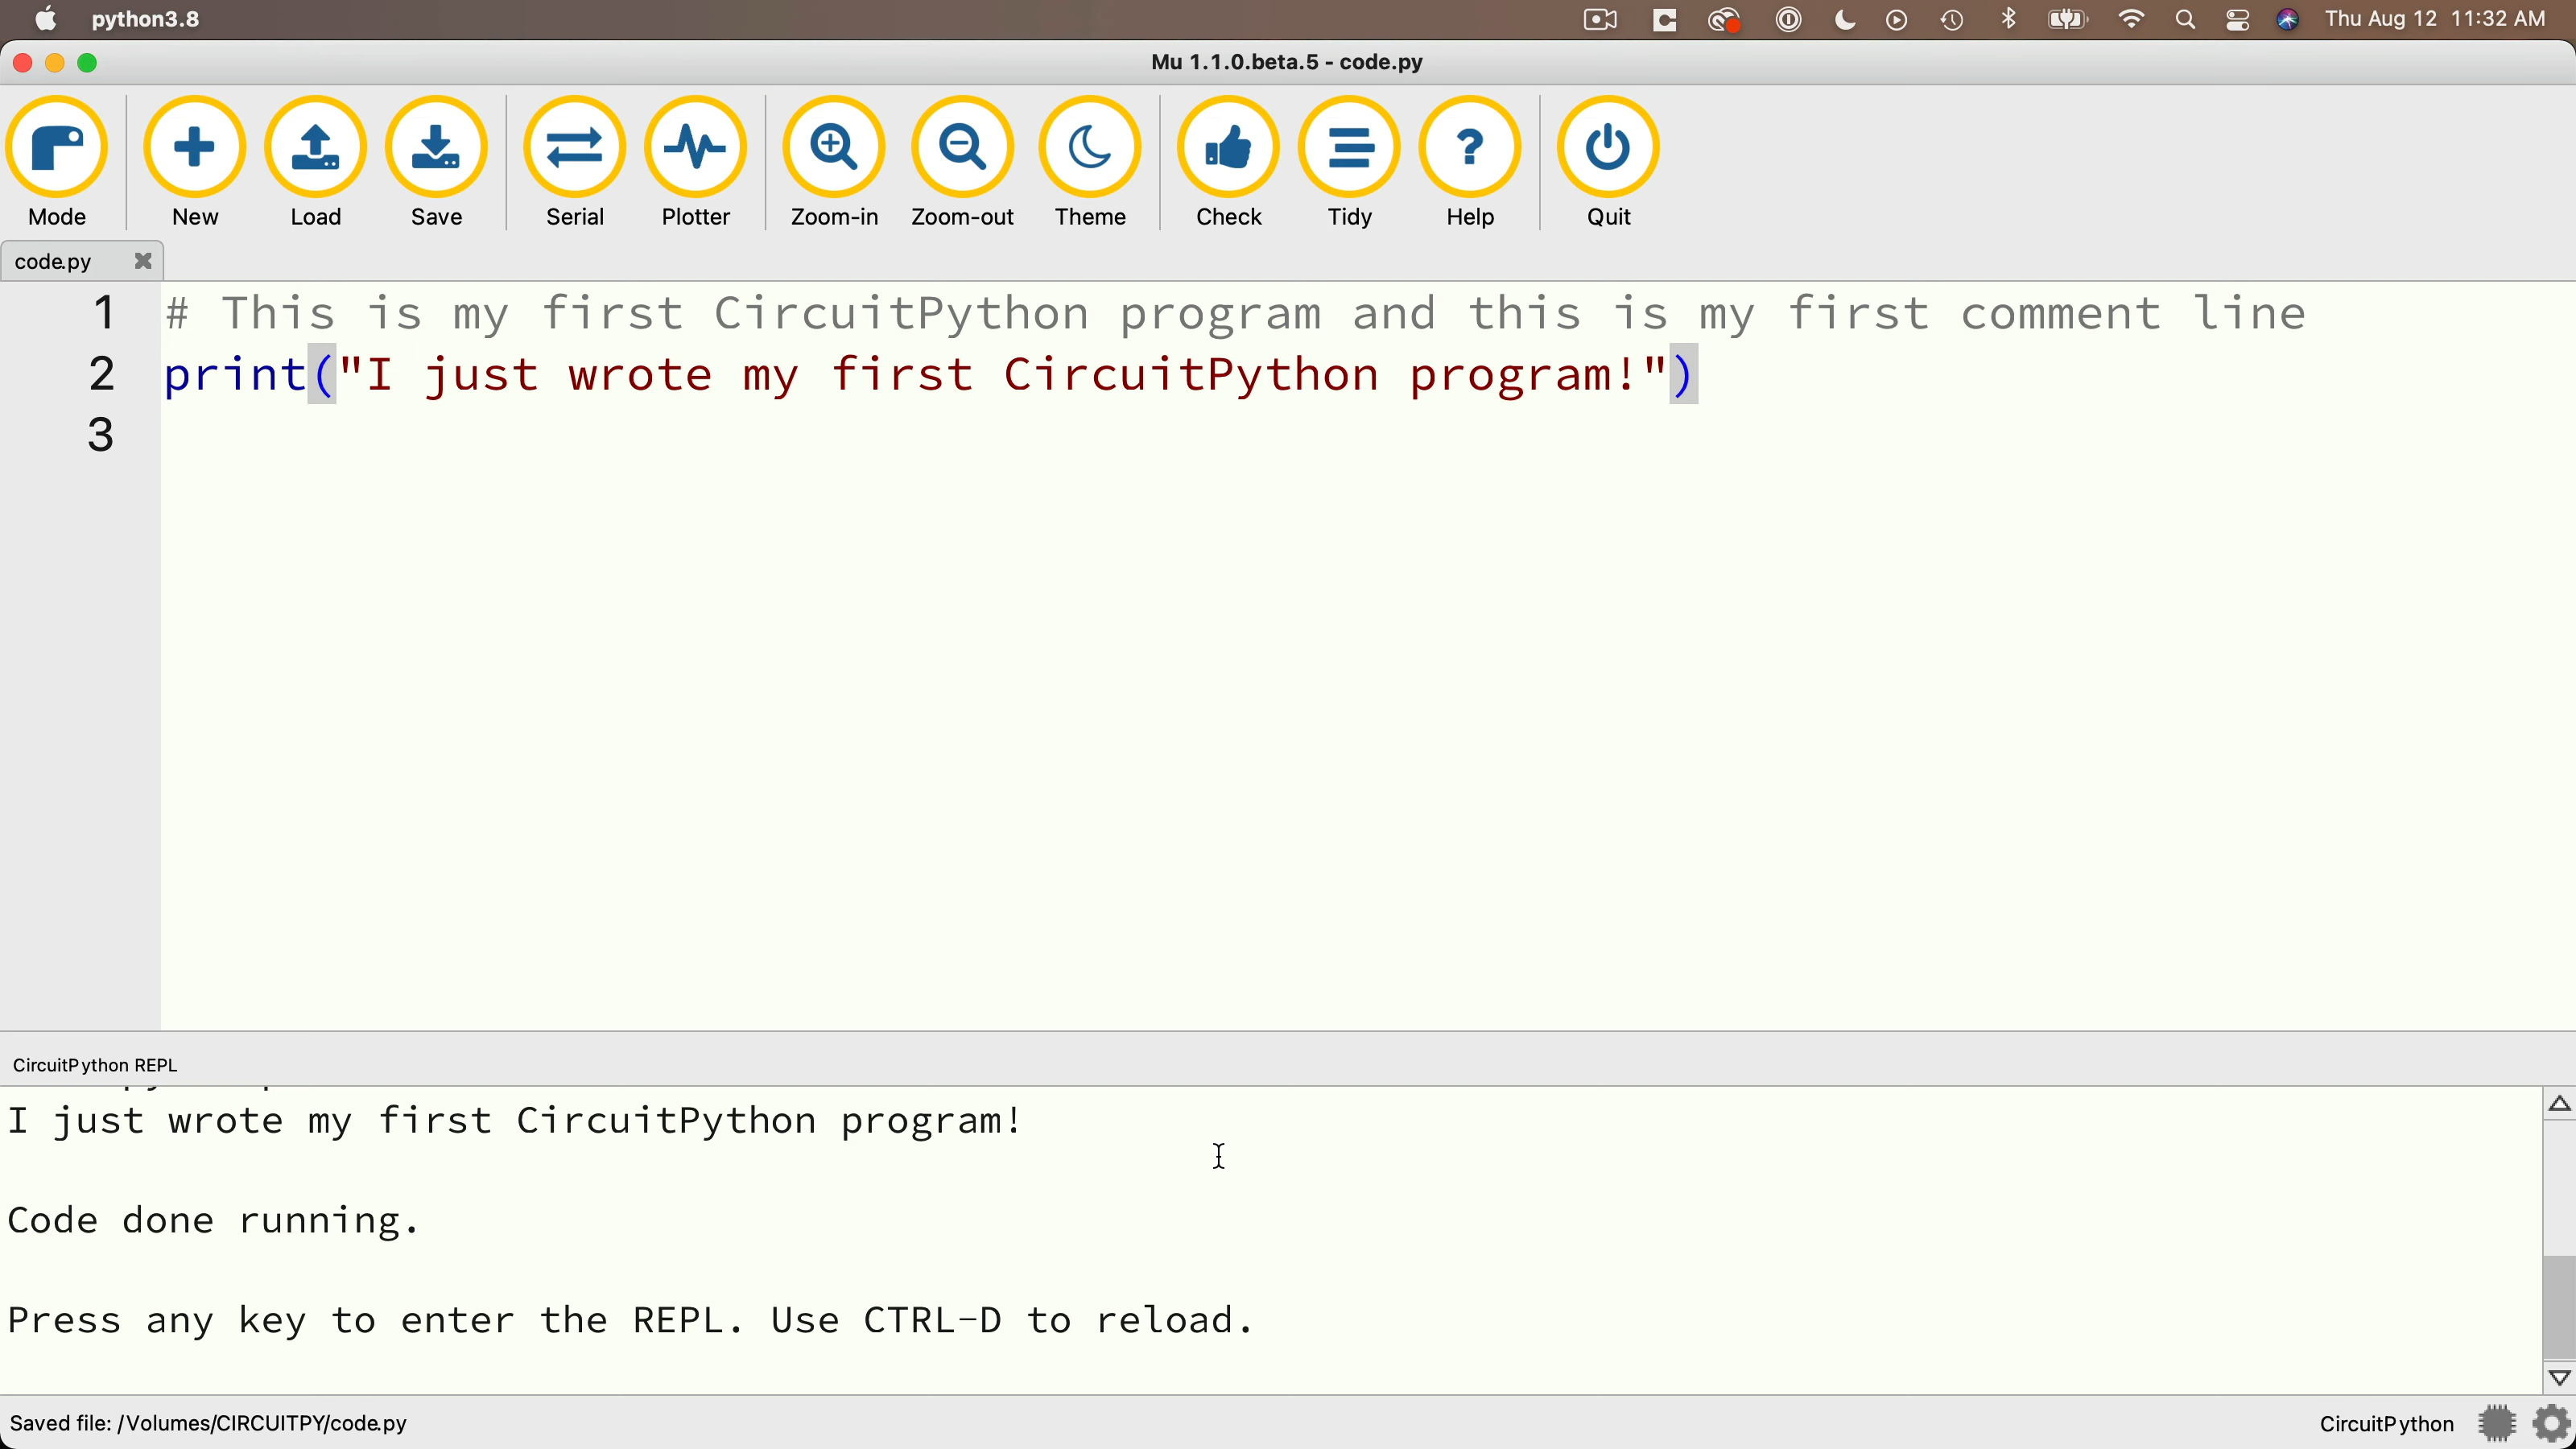 python3.8
Thu Aug 12 11:32 AM
Mu 1.1.0.beta.5 - code.py
Mode New Load Save Serial Plotter Zoom-in Zoom-out Theme Check Tidy Help Quit
code.py
1 # This is my first CircuitPython program and this is my first comment line
2 print("I just wrote my first CircuitPython program!")
3
CircuitPython REPL
I just wrote my first CircuitPython program!
Code done running.
Press any key to enter the REPL. Use CTRL-D to reload.
Saved file: /Volumes/CIRCUITPY/code.py
CircuitPython